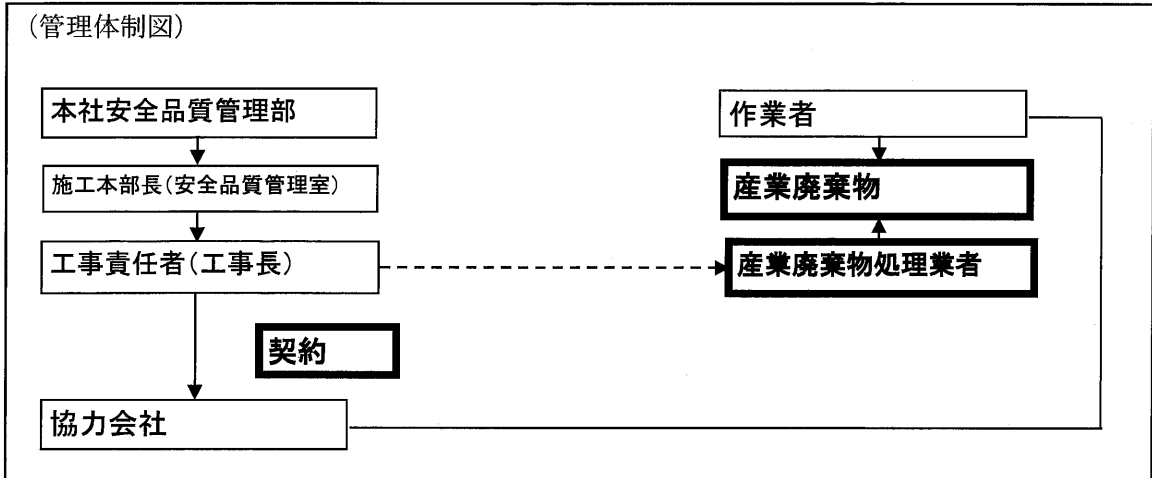 (管理体制図)
本社安全品質管理部
施工本部長(安全品質管理室)
工事責任者(工事長)
契約
協力会社
作業者
産業廃棄物
産業廃棄物処理業者